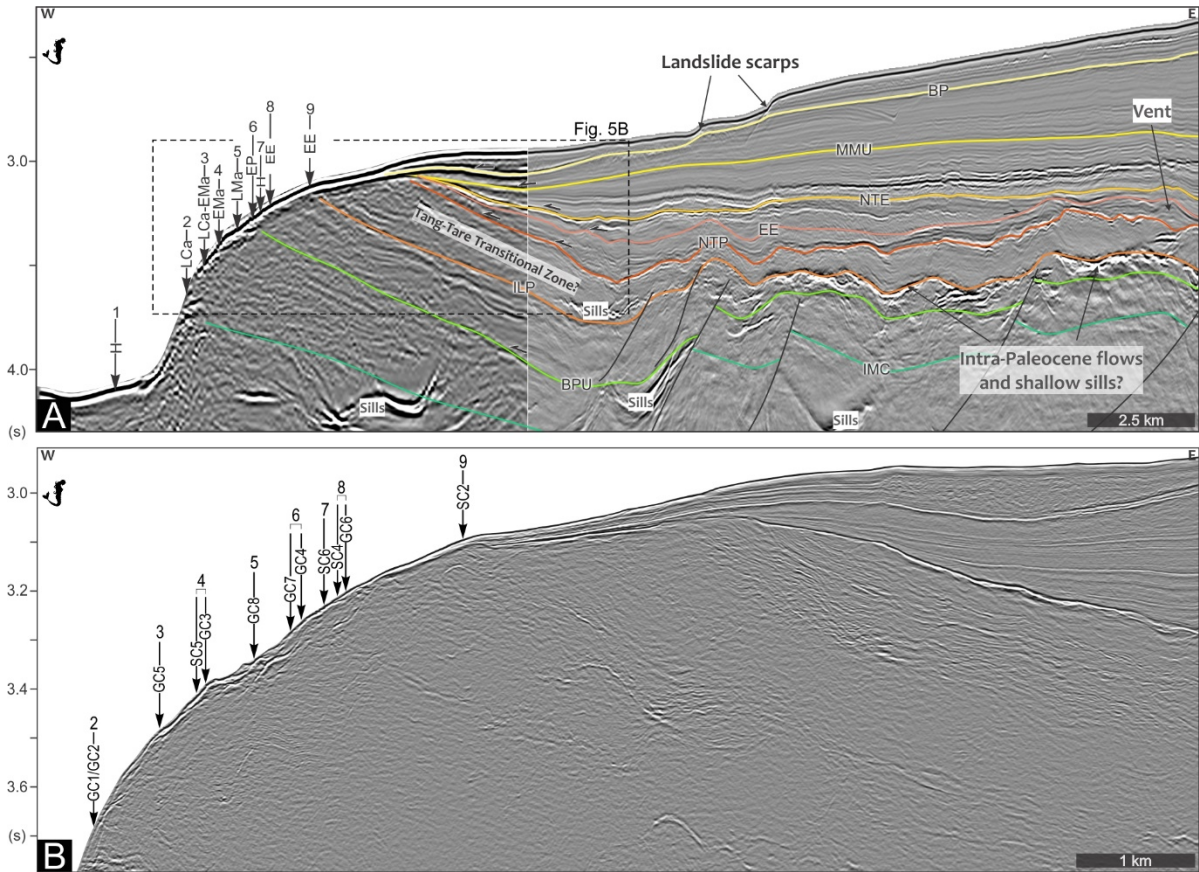 W
E
Landslide scarps
BP
Fig. 5B
Vent
MMU
3.0
1
H
2
LCa
3
LCa-EMa
4
EMa
5
LMa
6
EP
7
H
8
EE
9
EE
NTE
EE
NTP
Tang-Tare Transitional Zone?
ILP
Sills
4.0
BPU
IMC
Intra-Paleocene flows
and shallow sills?
Sills
Sills
Sills
(s)
A
2.5 km
W
E
3.0
9
SC2
8
SC4
GC6
7
SC6
6
GC7
GC4
3.2
5
GC8
4
SC5
GC3
3
GC5
3.4
2
GC1/GC2
3.6
(s)
B
1 km